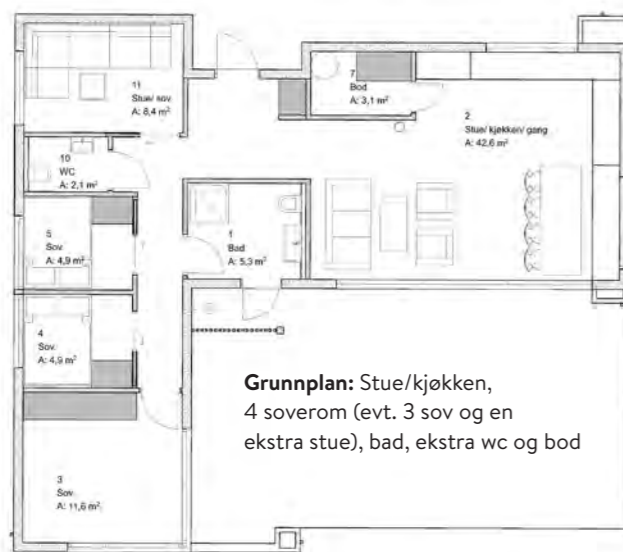 11
Stue/ sov
A: 8,4 m²
7
Bod
A: 3,1 m²
2
Stue/ kjøkken/ gang
A: 42,6 m²
10
WC
A: 2,1 m²
5
Sov.
A: 4,9 m²
1
Bad
A: 5,3 m²
4
Sov.
A: 4,9 m²
Grunnplan: Stue/kjøkken,
4 soverom (evt. 3 sov og en
ekstra stue), bad, ekstra wc og bod
3
Sov.
A: 11,6 m²